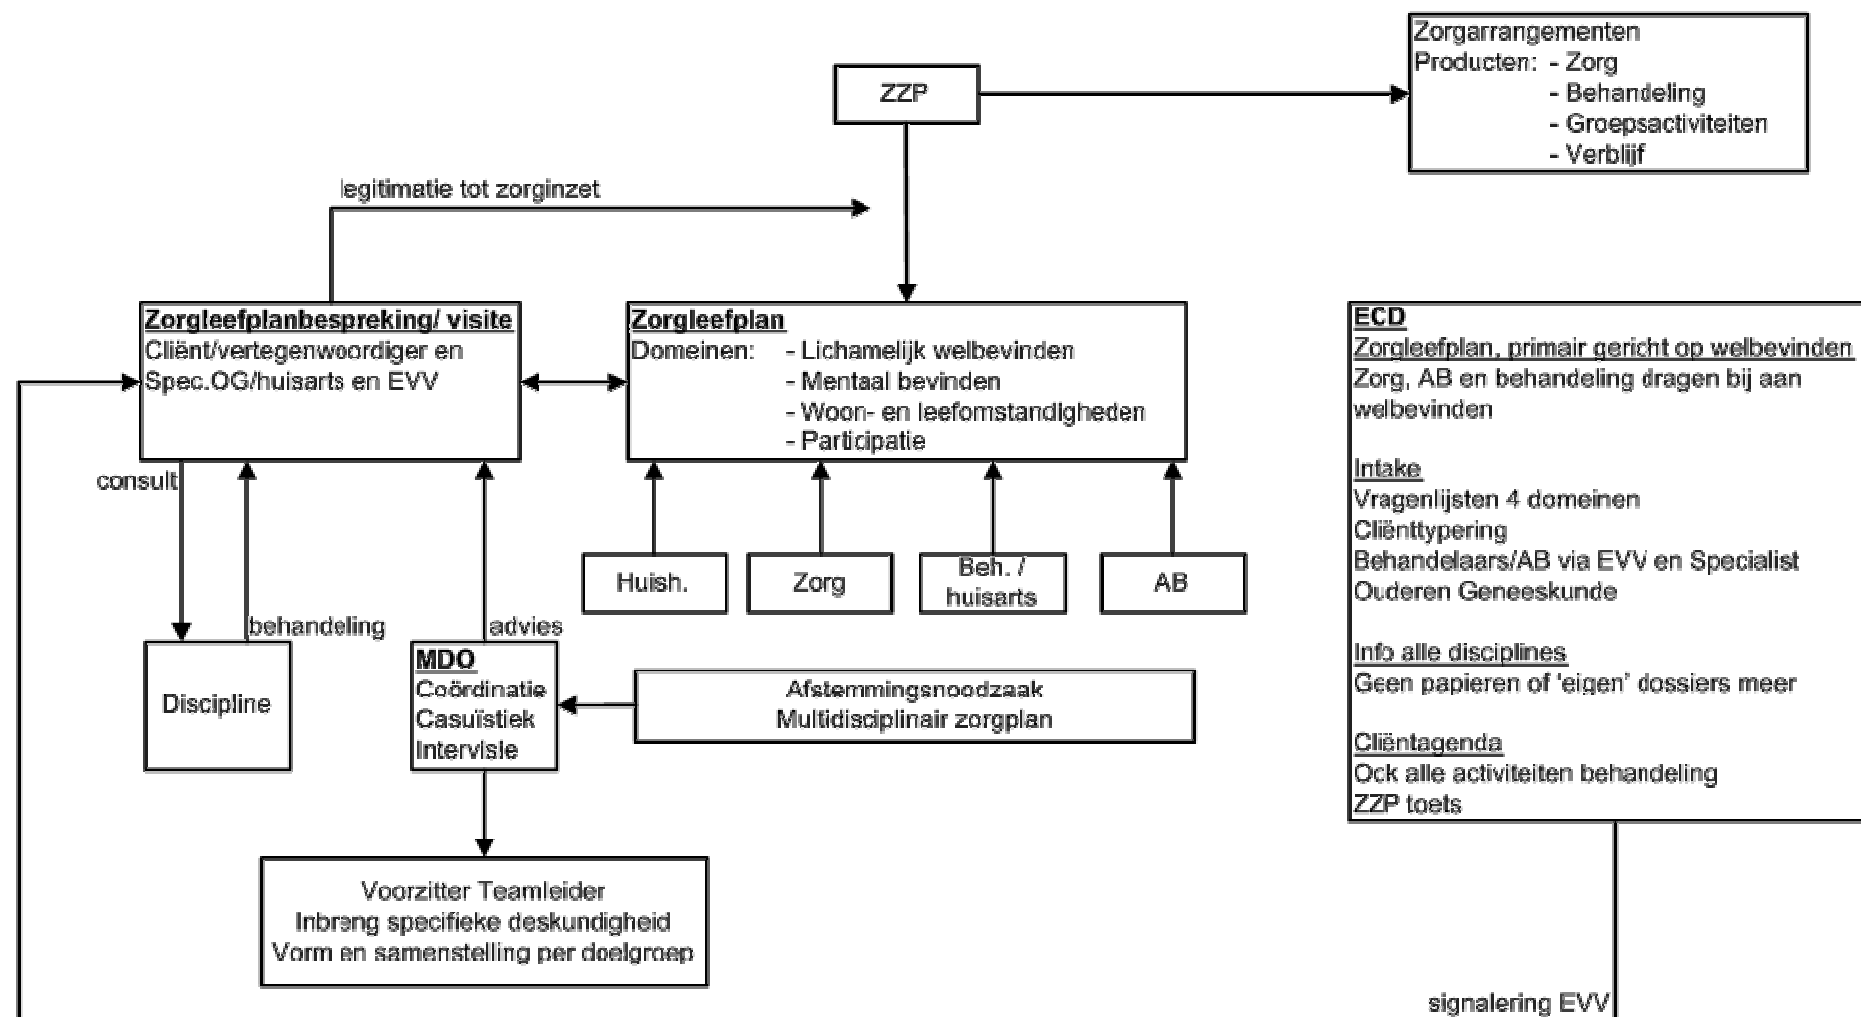 Zorgarrangementen
Producten: - Zorg
- Behandeling
- Groepsactiviteiten
- Verblijf
ZZP
legitimatie tot zorginzet
Zorgleefplanbespreking/ visite
Cliënt/vertegenwoordiger en
Spec.OG/huisarts en EVV
Zorgleefplan
Domeinen: - Lichamelijk welbevinden
- Mentaal bevinden
- Woon- en leefomstandigheden
- Participatie
ECD
Zorgleefplan, primair gericht op welbevinden
Zorg, AB en behandeling dragen bij aan
welbevinden
Intake
Vragenlijsten 4 domeinen
Cliënttypering
Behandelaars/AB via EVV en Specialist
Ouderen Geneeskunde
Info alle disciplines
Geen papieren of 'eigen' dossiers meer
Cliëntagenda
Ook alle activiteiten behandeling
ZZP toets
consult
behandeling
advies
Huish.
Zorg
Beh. /
huisarts
AB
Discipline
MDO
Coördinatie
Casuïstiek
Intervisie
Afstemmingsnoodzaak
Multidisciplinair zorgplan
Voorzitter Teamleider
Inbreng specifieke deskundigheid
Vorm en samenstelling per doelgroep
signalering EVV